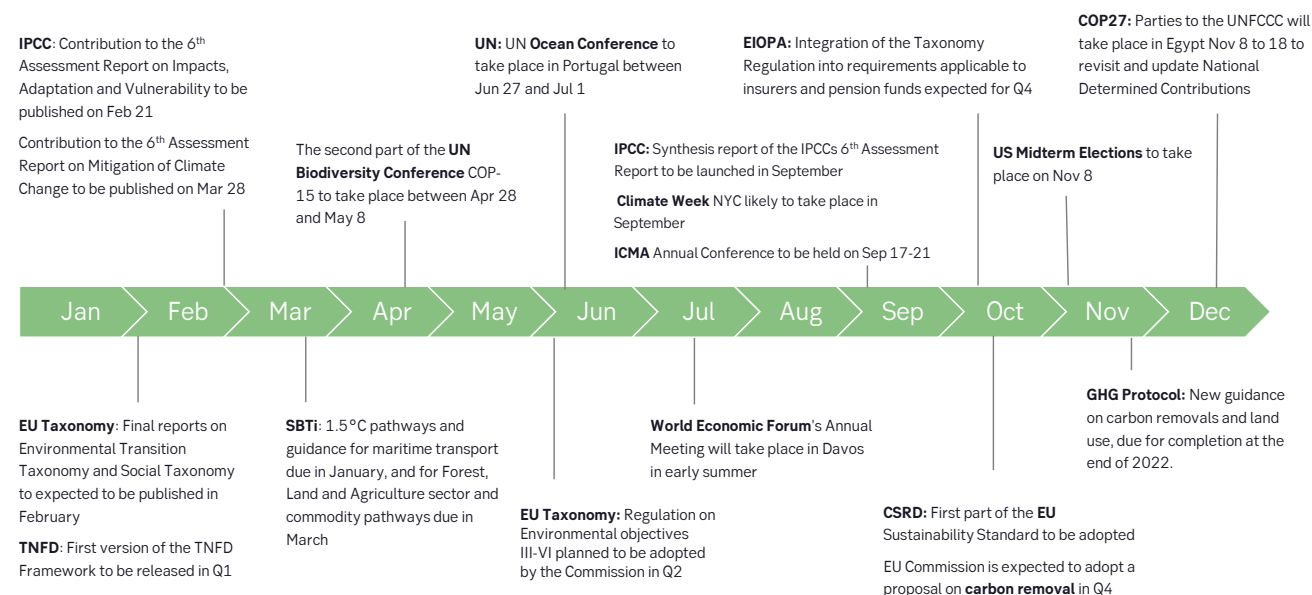 IPCC: Contribution to the 6th
Assessment Report on Impacts,
Adaptation and Vulnerability to be
published on Feb 21
Contribution to the 6th Assessment
Report on Mitigation of Climate
Change to be published on Mar 28
The second part of the UN
Biodiversity Conference COP-
15 to take place between Apr 28
and May 8
UN: UN Ocean Conference to
take place in Portugal between
Jun 27 and Jul 1
IPCC: Synthesis report of the IPCCs 6th Assessment
Report to be launched in September
Climate Week NYC likely to take place in
September
ICMA Annual Conference to be held on Sep 17-21
EIOPA: Integration of the Taxonomy
Regulation into requirements applicable to
insurers and pension funds expected for Q4
US Midterm Elections to take
place on Nov 8
COP27: Parties to the UNFCCC will
take place in Egypt Nov 8 to 18 to
revisit and update National
Determined Contributions
Jan Feb Mar Apr May Jun Jul Aug Sep Oct Nov Dec
EU Taxonomy: Final reports on
Environmental Transition
Taxonomy and Social Taxonomy
to expected to be published in
February
TNFD: First version of the TNFD
Framework to be released in Q1
SBTi: 1.5°C pathways and
guidance for maritime transport
due in January, and for Forest,
Land and Agriculture sector and
commodity pathways due in
March
EU Taxonomy: Regulation on
Environmental objectives
III-VI planned to be adopted
by the Commission in Q2
World Economic Forum's Annual
Meeting will take place in Davos
in early summer
CSRD: First part of the EU
Sustainability Standard to be adopted
EU Commission is expected to adopt a
proposal on carbon removal in Q4
GHG Protocol: New guidance
on carbon removals and land
use, due for completion at the
end of 2022.